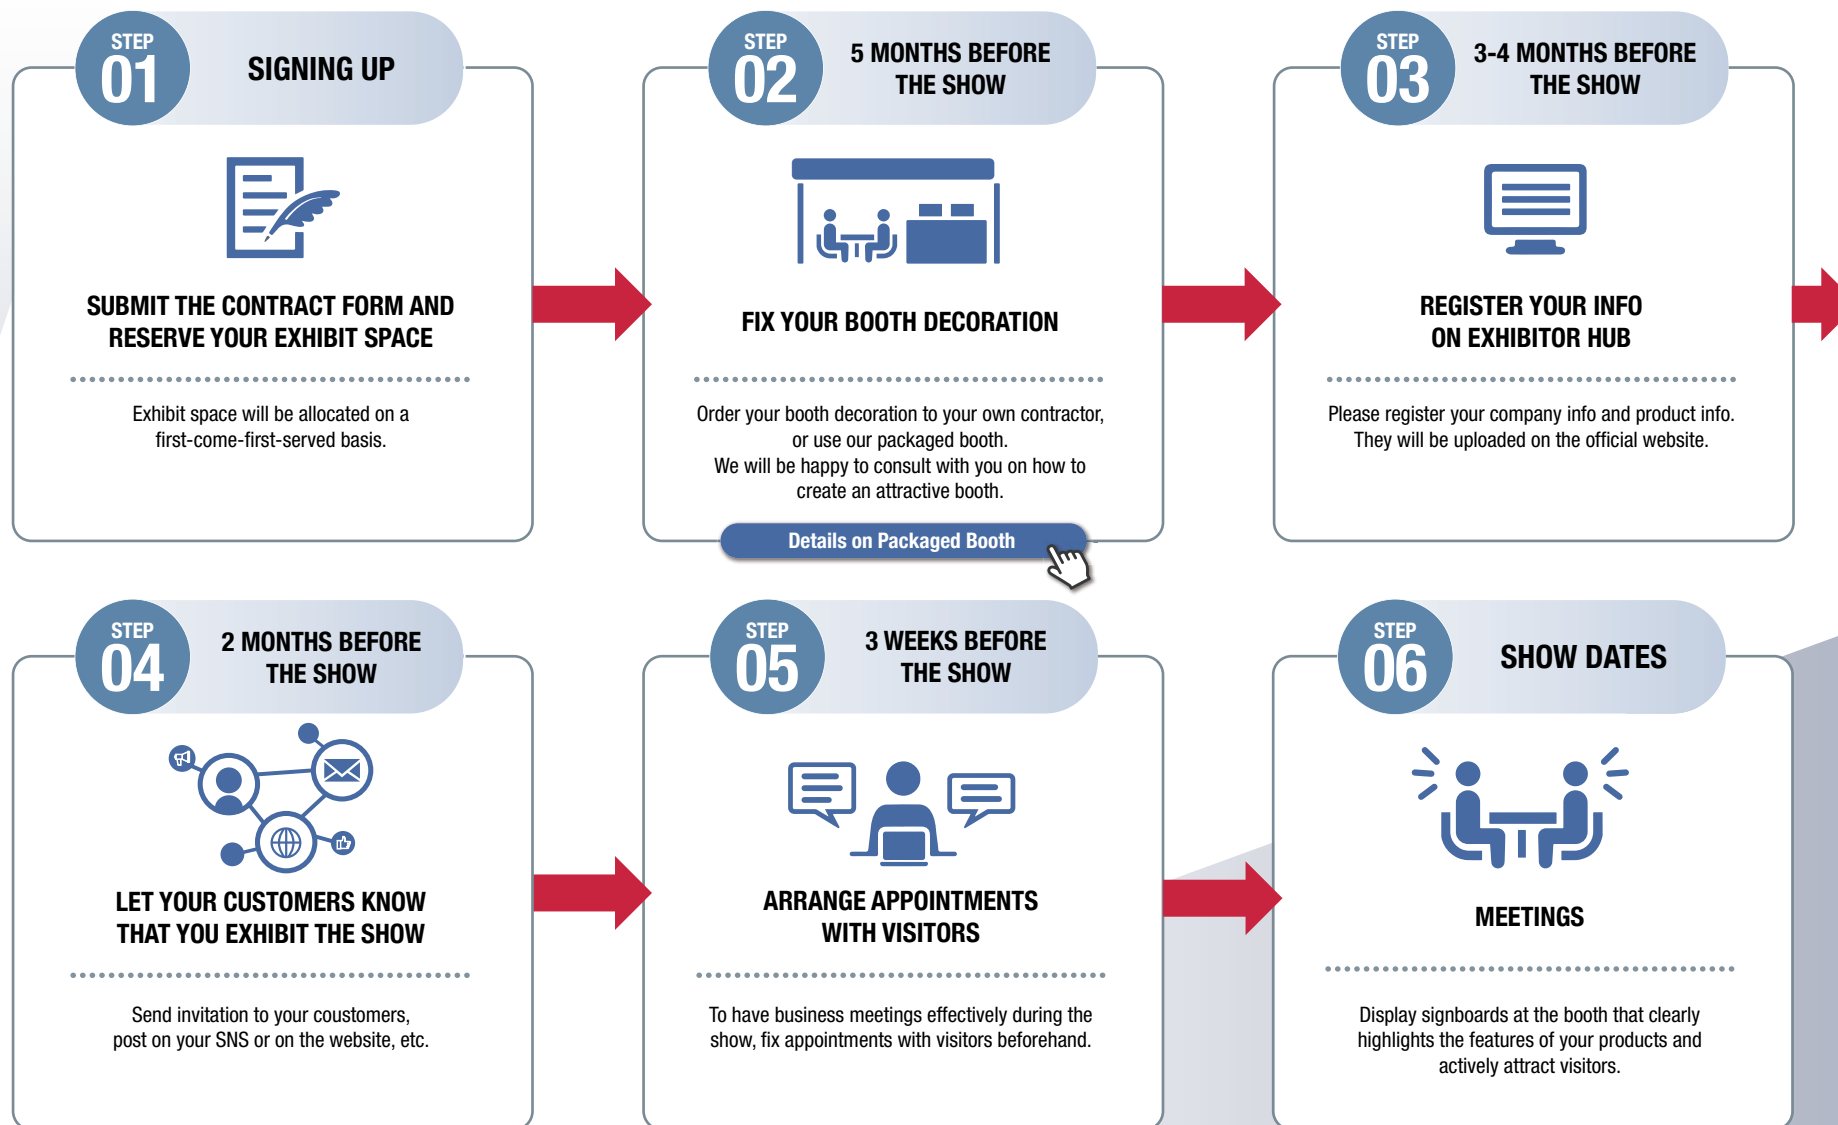 STEP
01
SIGNING UP
SUBMIT THE CONTRACT FORM AND
RESERVE YOUR EXHIBIT SPACE
Exhibit space will be allocated on a
first-come-first-served basis.
STEP
02
5 MONTHS BEFORE
THE SHOW
FIX YOUR BOOTH DECORATION
Order your booth decoration to your own contractor,
or use our packaged booth.
We will be happy to consult with you on how to
create an attractive booth.
Details on Packaged Booth
STEP
03
3-4 MONTHS BEFORE
THE SHOW
REGISTER YOUR INFO
ON EXHIBITOR HUB
Please register your company info and product info.
They will be uploaded on the official website.
STEP
04
2 MONTHS BEFORE
THE SHOW
LET YOUR CUSTOMERS KNOW
THAT YOU EXHIBIT THE SHOW
Send invitation to your coustomers,
post on your SNS or on the website, etc.
STEP
05
3 WEEKS BEFORE
THE SHOW
ARRANGE APPOINTMENTS
WITH VISITORS
To have business meetings effectively during the
show, fix appointments with visitors beforehand.
STEP
06
SHOW DATES
MEETINGS
Display signboards at the booth that clearly
highlights the features of your products and
actively attract visitors.